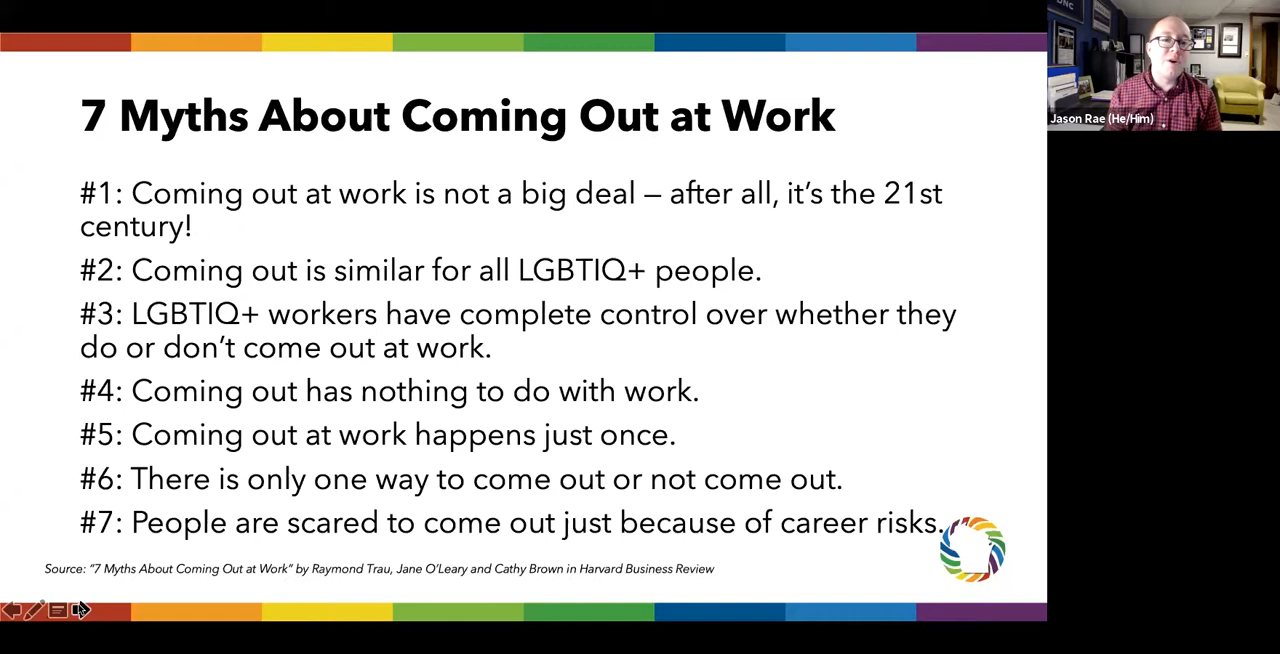 7 Myths About Coming Out at Work
#1: Coming out at work is not a big deal – after all, it’s the 21st
century!
#2: Coming out is similar for all LGBTIQ+ people.
#3: LGBTIQ+ workers have complete control over whether they
do or don’t come out at work.
#4: Coming out has nothing to do with work.
#5: Coming out at work happens just once.
#6: There is only one way to come out or not come out.
#7: People are scared to come out just because of career risks.
Source: “7 Myths About Coming Out at Work” by Raymond Trau, Jane O’Leary and Cathy Brown in Harvard Business Review
Jason Rae (He/Him)